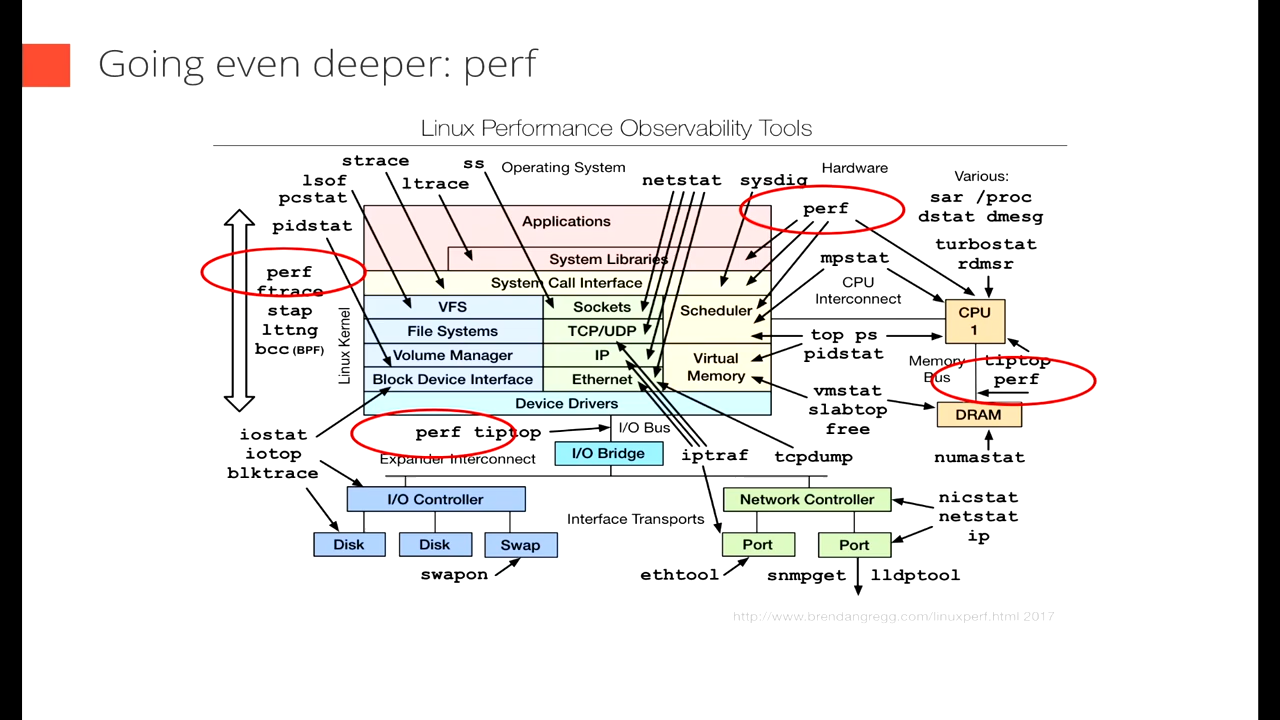 Going even deeper: perf
Linux Performance Observability Tools
strace
ss
Operating System
Hardware
Various:
lsof
pcstat
ltrace
netstat
sysdig
sar /proc
dstat dmesg
pidstat
Applications
perf
turbostat
rdmsr
perf
ftrace
stap
lttng
bcc (BPF)
Linux Kernel
System Libraries
System Call Interface
mpstat
CPU
Interconnect
VFS
Sockets
Scheduler
CPU
1
File Systems
TCP/UDP
top ps
pidstat
Volume Manager
IP
Virtual
Memory
Memory
Bus
tiptop
perf
Block Device Interface
Ethernet
vmstat
slabtop
free
Device Drivers
DRAM
iostat
iotop
blktrace
perf tiptop
I/O Bus
Expander Interconnect
I/O Bridge
iptraf
tcpdump
numastat
I/O Controller
Interface Transports
Network Controller
nicstat
netstat
ip
Disk
Disk
Swap
Port
Port
swapon
ethtool
snmpget
lldptool
http://www.brendangregg.com/linuxperf.html 2017